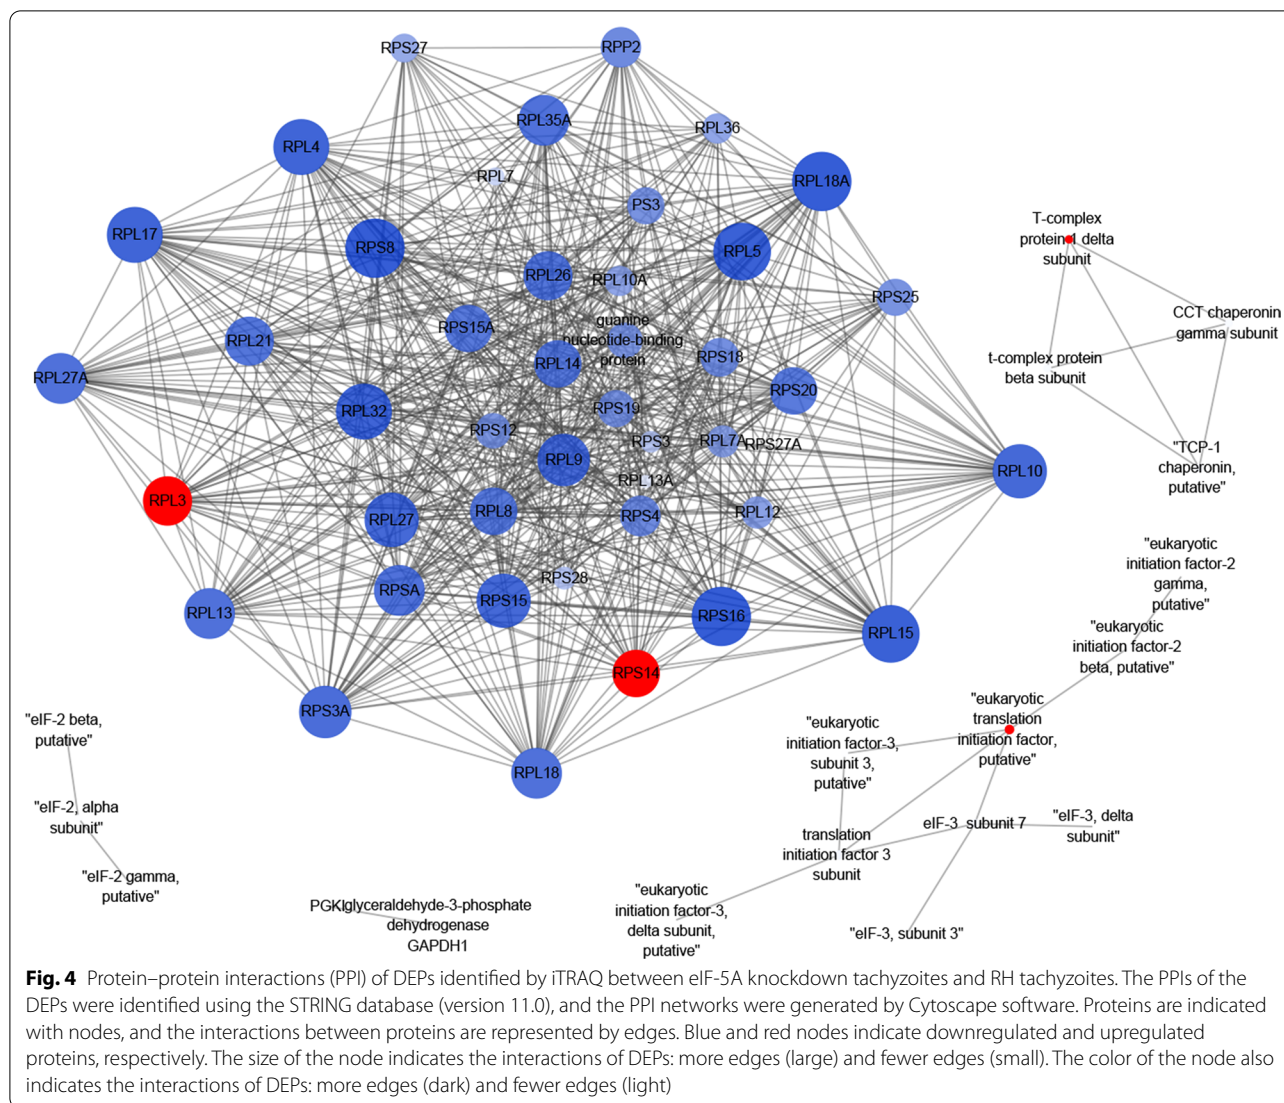 RPS27
RPP2
RPL35A
RPL36
RPL4
RPL7
RPL18A
PS3
RPL17
RPS8
RPL5
RPL26
RPL10A
RPS25
guanine
nucleotide-binding
protein
RPS15A
RPL21
RPL14
RPS18
RPL27A
RPS20
RPL32
RPS19
RPS12
RPS3
RPL7A
RPS27A
RPL9
RPL10
RPL13A
RPL3
RPL27
RPL8
RPS4
RPL12
RPS28
RPSA
RPS15
RPL13
RPS16
RPL15
RPS14
RPS3A
RPL18
T-complex
protein 1 delta
subunit
CCT chaperonin
gamma subunit
t-complex protein
beta subunit
"TCP-1
chaperonin,
putative"
"eukaryotic
initiation factor-2
gamma,
putative"
"eukaryotic
initiation factor-2
beta, putative"
"eukaryotic
translation
initiation factor,
putative"
"eukaryotic
initiation factor-3,
subunit 3,
putative"
eIF-3 subunit 7
"eIF-3, delta
subunit"
translation
initiation factor 3
subunit
"eukaryotic
initiation factor-3,
delta subunit,
putative"
"eIF-3, subunit 3"
"eIF-2 beta,
putative"
"eIF-2, alpha
subunit"
"eIF-2 gamma,
putative"
PGKI
glyceraldehyde-3-phosphate
dehydrogenase
GAPDH1
Fig. 4 Protein–protein interactions (PPI) of DEPs identified by iTRAQ between eIF-5A knockdown tachyzoites and RH tachyzoites. The PPIs of the
DEPs were identified using the STRING database (version 11.0), and the PPI networks were generated by Cytoscape software. Proteins are indicated
with nodes, and the interactions between proteins are represented by edges. Blue and red nodes indicate downregulated and upregulated
proteins, respectively. The size of the node indicates the interactions of DEPs: more edges (large) and fewer edges (small). The color of the node also
indicates the interactions of DEPs: more edges (dark) and fewer edges (light)